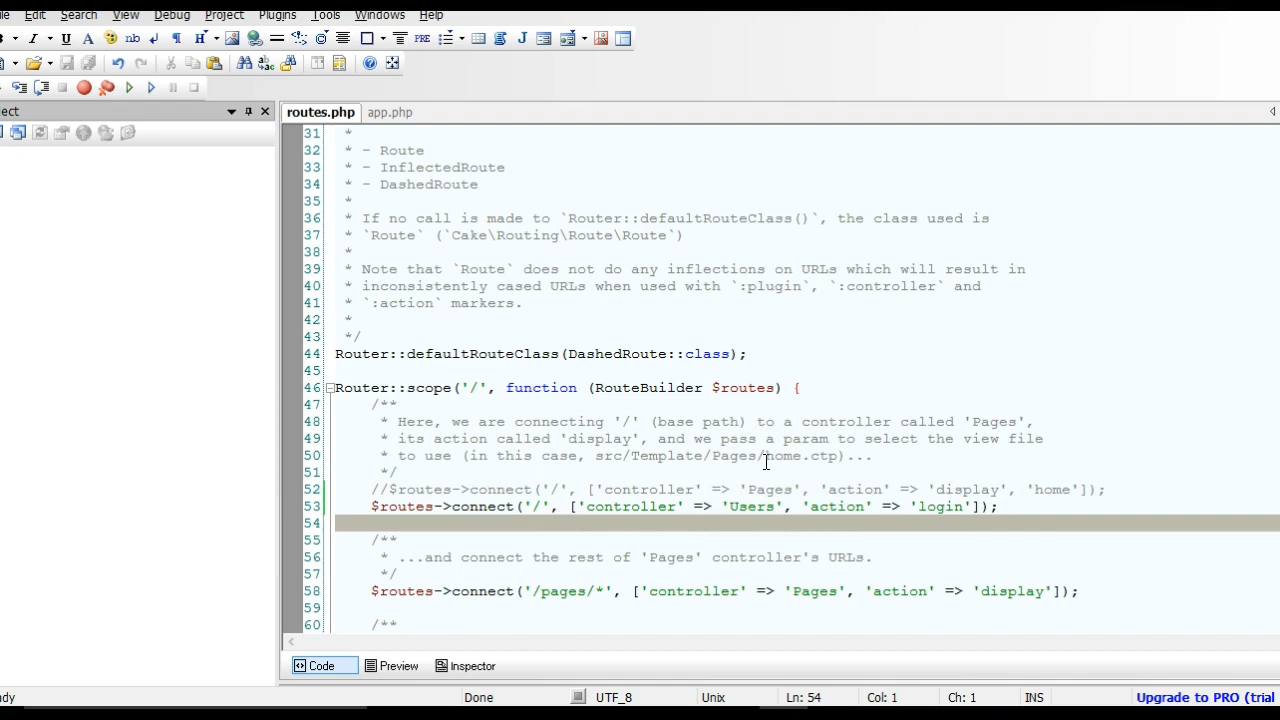 Edit Search View Debug Project Plugins Tools Windows Help
I U A nb ¶ H PRE J
routes.php app.php
31 *
32 * - Route
33 * - InflectedRoute
34 * - DashedRoute
35 *
36 * If no call is made to `Router::defaultRouteClass()`, the class used is
37 * `Route` (`Cake\Routing\Route\Route`)
38 *
39 * Note that `Route` does not do any inflections on URLs which will result in
40 * inconsistently cased URLs when used with `:plugin`, `:controller` and
41 * `:action` markers.
42 *
43 */
44 Router::defaultRouteClass(DashedRoute::class);
45
46 Router::scope('/', function (RouteBuilder $routes) {
47 /**
48 * Here, we are connecting '/' (base path) to a controller called 'Pages',
49 * its action called 'display', and we pass a param to select the view file
50 * to use (in this case, src/Template/Pages/home.ctp)...
51 */
52 //$routes->connect('/', ['controller' => 'Pages', 'action' => 'display', 'home']);
53 $routes->connect('/', ['controller' => 'Users', 'action' => 'login']);
54
55 /**
56 * ...and connect the rest of 'Pages' controller's URLs.
57 */
58 $routes->connect('/pages/*', ['controller' => 'Pages', 'action' => 'display']);
59
60 /**
Code Preview Inspector
Done UTF_8 Unix Ln: 54 Col: 1 Ch: 1 INS Upgrade to PRO (trial